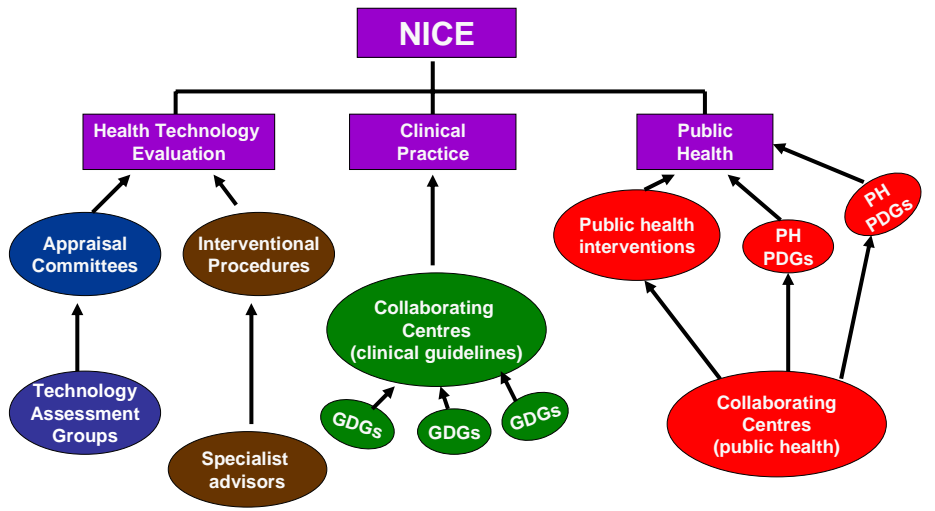 NICE
Health Technology
Evaluation
Clinical
Practice
Public
Health
Appraisal
Committees
Interventional
Procedures
Public health
interventions
PH
PDGs
PH
PDGs
Collaborating
Centres
(clinical guidelines)
Technology
Assessment
Groups
Specialist
advisors
GDGs
GDGs
GDGs
Collaborating
Centres
(public health)